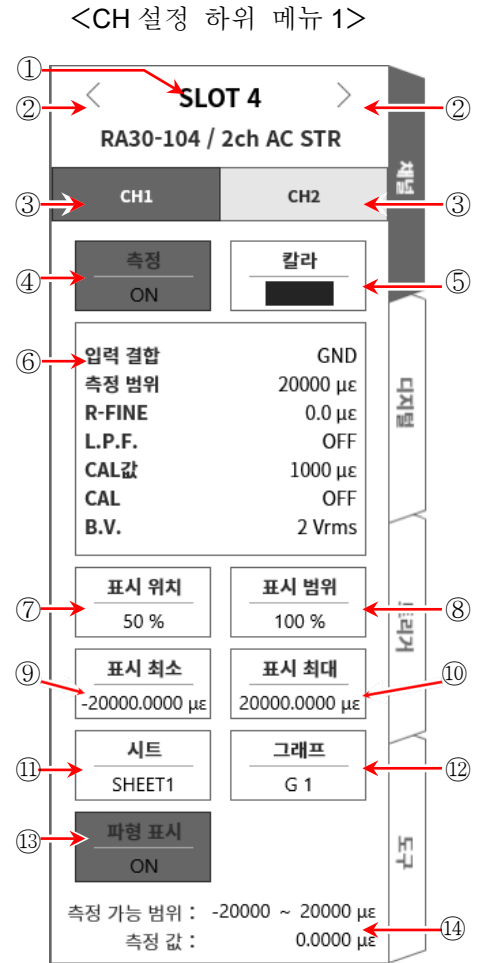 <CH 설정 하위 메뉴 1>
①
② < SLOT 4 > ②
RA30-104 / 2ch AC STR
채널
③ CH1 CH2 ③
④ 측정 칼라 ⑤
ON
⑥ 입력 결합 GND
측정 범위 20000 με
R-FINE 0.0 με
L.P.F. OFF
CAL값 1000 με
CAL OFF
B.V. 2 Vrms
디지털
⑦ 표시 위치 표시 범위 ⑧
50 % 100 %
트리거
⑨ 표시 최소 표시 최대 ⑩
-20000.0000 με 20000.0000 με
⑪ 시트 그래프 ⑫
SHEET1 G 1
⑬ 파형 표시
ON
도구
측정 가능 범위 : -20000 ~ 20000 με
측정 값 : 0.0000 με ⑭